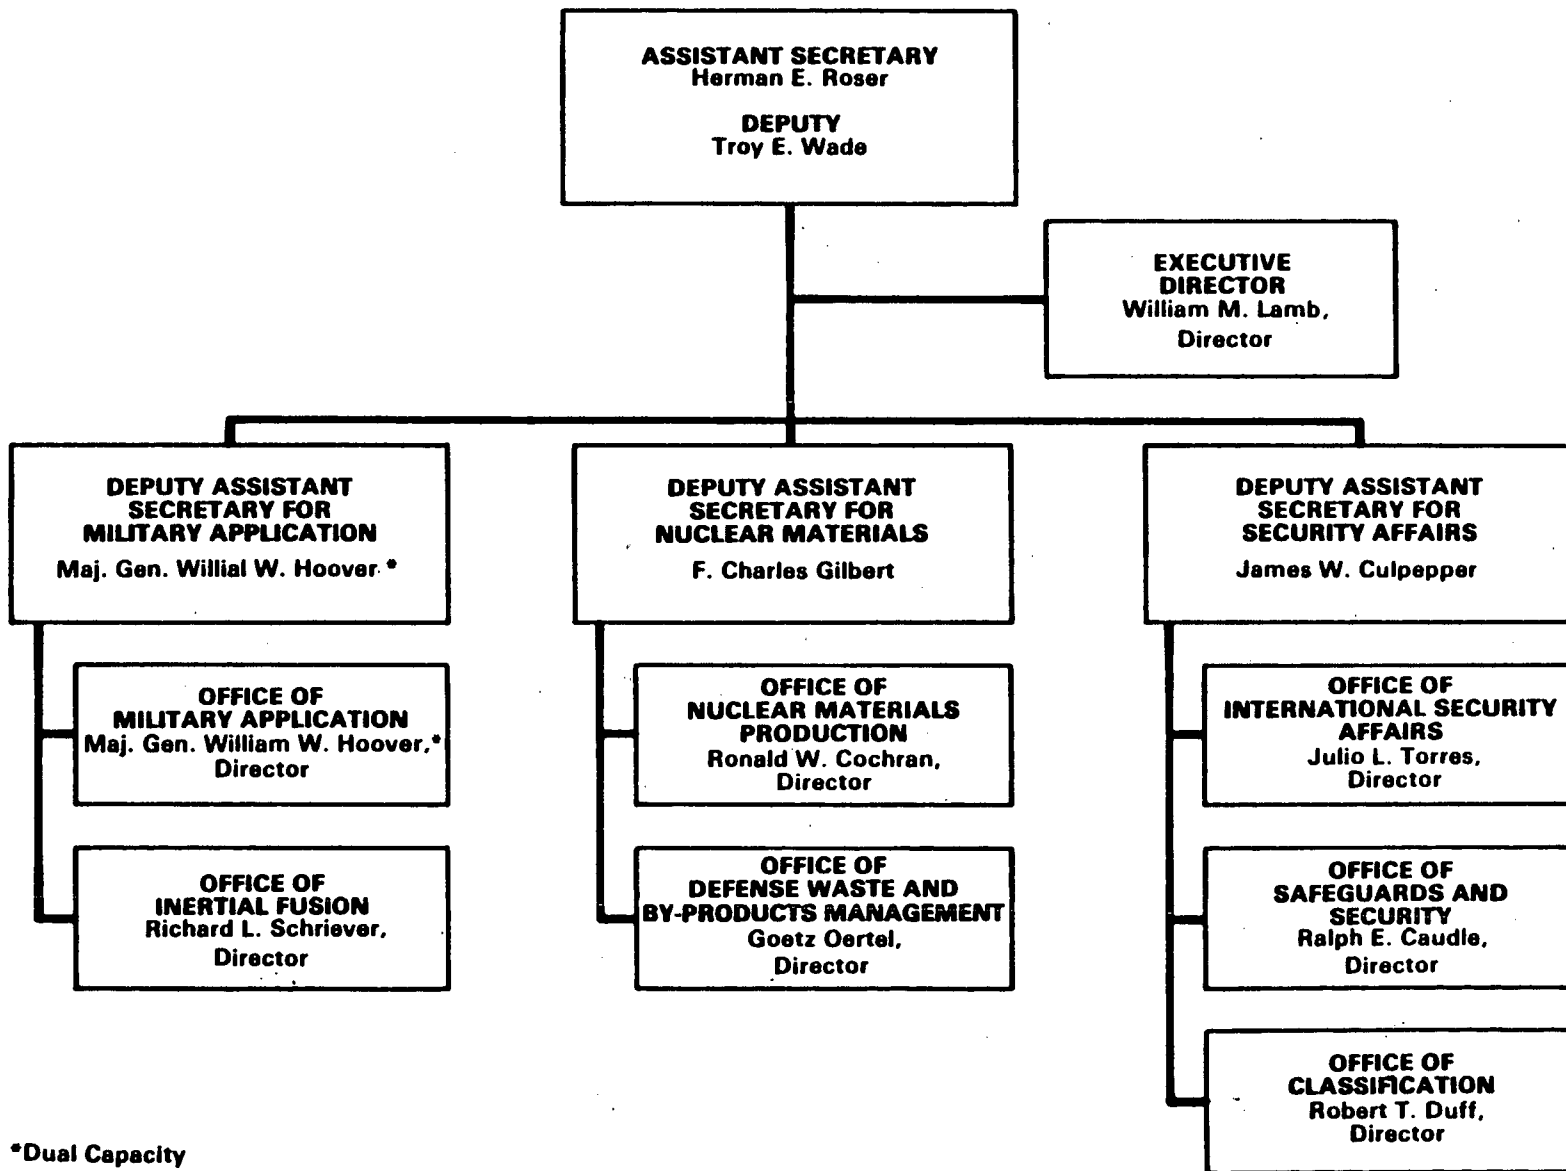 ASSISTANT SECRETARY
Herman E. Roser
DEPUTY
Troy E. Wade
EXECUTIVE
DIRECTOR
William M. Lamb,
Director
DEPUTY ASSISTANT
SECRETARY FOR
MILITARY APPLICATION
Maj. Gen. Willial W. Hoover *
OFFICE OF
MILITARY APPLICATION
Maj. Gen. William W. Hoover,*
Director
OFFICE OF
INERTIAL FUSION
Richard L. Schriever,
Director
DEPUTY ASSISTANT
SECRETARY FOR
NUCLEAR MATERIALS
F. Charles Gilbert
OFFICE OF
NUCLEAR MATERIALS
PRODUCTION
Ronald W. Cochran,
Director
OFFICE OF
DEFENSE WASTE AND
BY-PRODUCTS MANAGEMENT
Goetz Oertel,
Director
DEPUTY ASSISTANT
SECRETARY FOR
SECURITY AFFAIRS
James W. Culpepper
OFFICE OF
INTERNATIONAL SECURITY
AFFAIRS
Julio L. Torres,
Director
OFFICE OF
SAFEGUARDS AND
SECURITY
Ralph E. Caudle,
Director
OFFICE OF
CLASSIFICATION
Robert T. Duff,
Director
*Dual Capacity